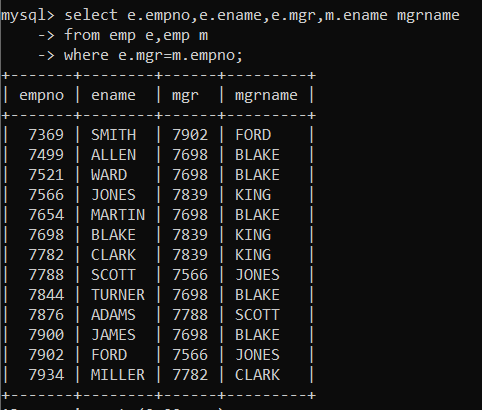 mysql> select e.empno,e.ename,e.mgr,m.ename mgrname
    -> from emp e,emp m
    -> where e.mgr=m.empno;
+-------+--------+------+---------+
| empno | ename  | mgr  | mgrname |
+-------+--------+------+---------+
|  7369 | SMITH  | 7902 | FORD    |
|  7499 | ALLEN  | 7698 | BLAKE   |
|  7521 | WARD   | 7698 | BLAKE   |
|  7566 | JONES  | 7839 | KING    |
|  7654 | MARTIN | 7698 | BLAKE   |
|  7698 | BLAKE  | 7839 | KING    |
|  7782 | CLARK  | 7839 | KING    |
|  7788 | SCOTT  | 7566 | JONES   |
|  7844 | TURNER | 7698 | BLAKE   |
|  7876 | ADAMS  | 7788 | SCOTT   |
|  7900 | JAMES  | 7698 | BLAKE   |
|  7902 | FORD   | 7566 | JONES   |
|  7934 | MILLER | 7782 | CLARK   |
+-------+--------+------+---------+